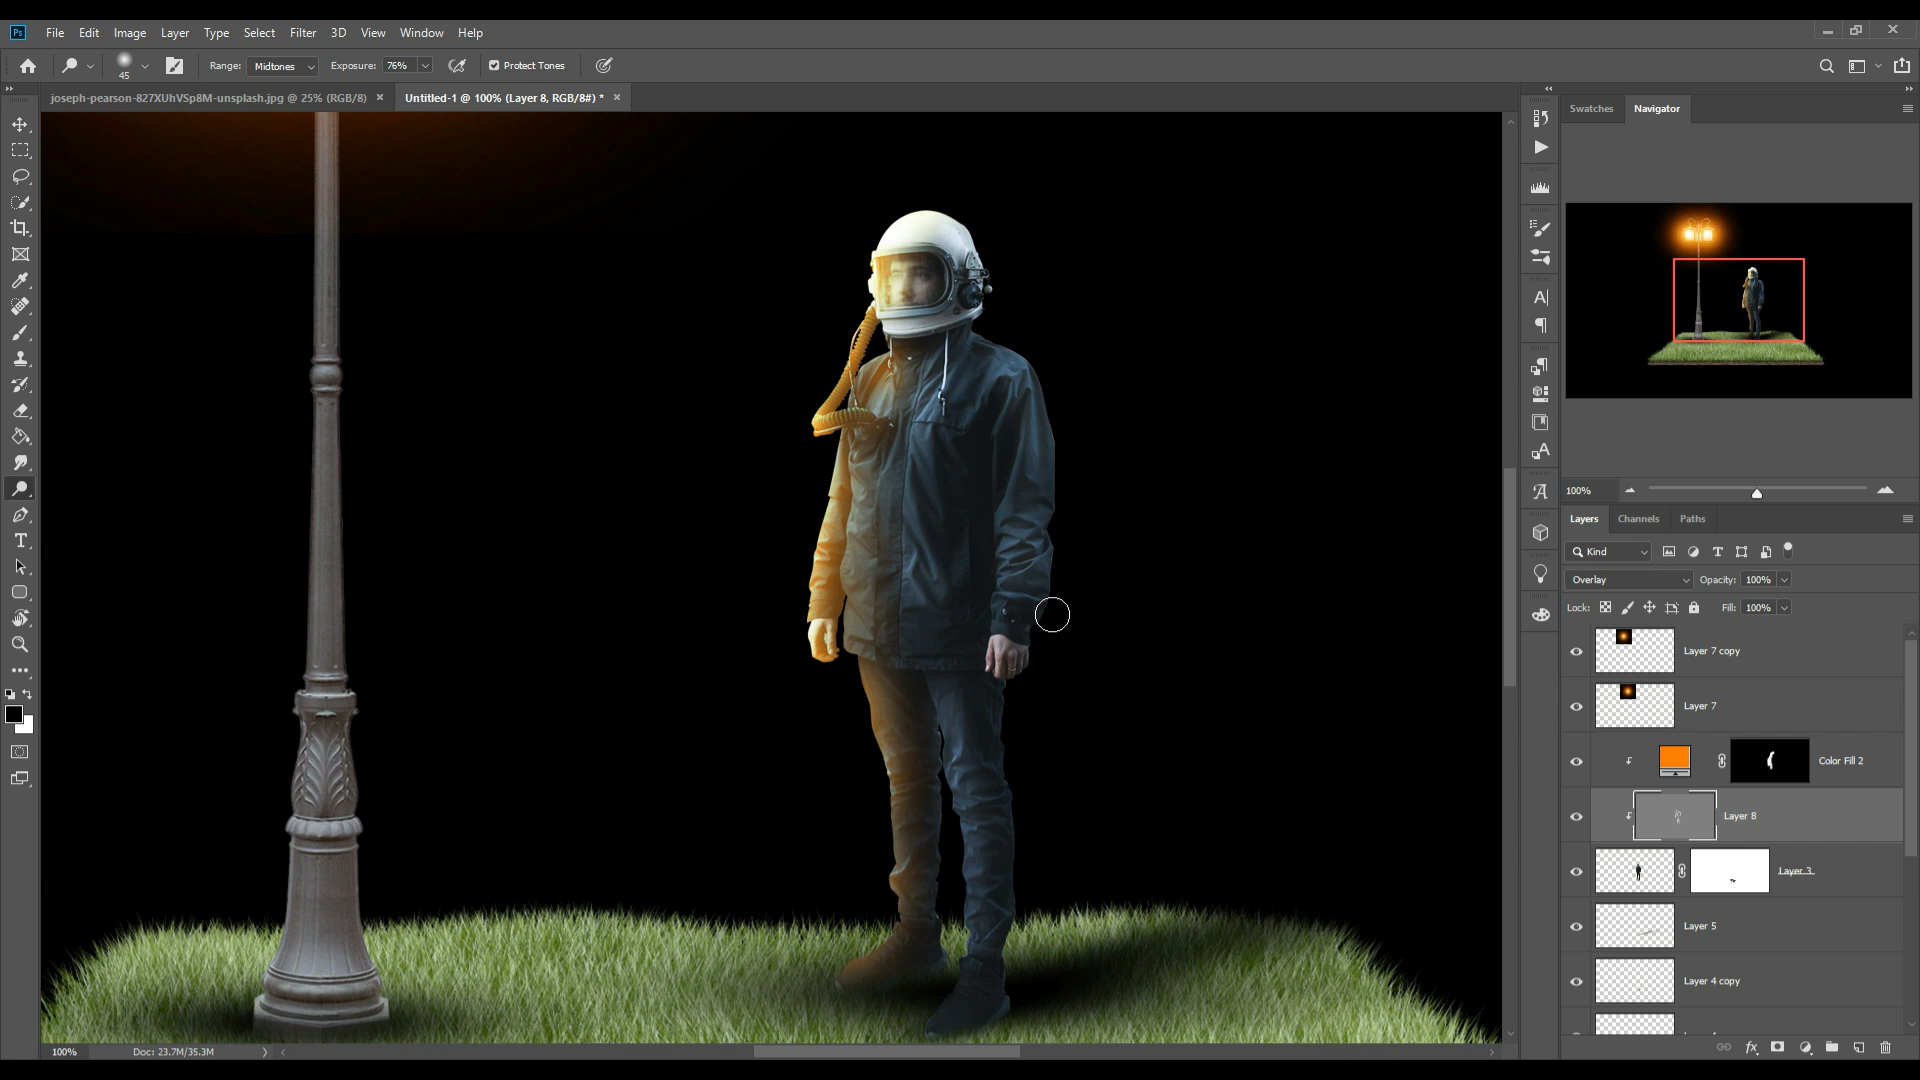 Ps File Edit Image Layer Type Select Filter 3D View Window Help
45 Range: Midtones Exposure: 76% Protect Tones
joseph-pearson-827XUhVSp8M-unsplash.jpg @ 25% (RGB/8) × Untitled-1 @ 100% (Layer 8, RGB/8#) * ×
Swatches Navigator
100%
Layers Channels Paths
Kind
Overlay Opacity: 100%
Lock: Fill: 100%
Layer 7 copy
Layer 7
Color Fill 2
Layer 8
Layer 3
Layer 5
Layer 4 copy
100% Doc: 23.7M/35.3M